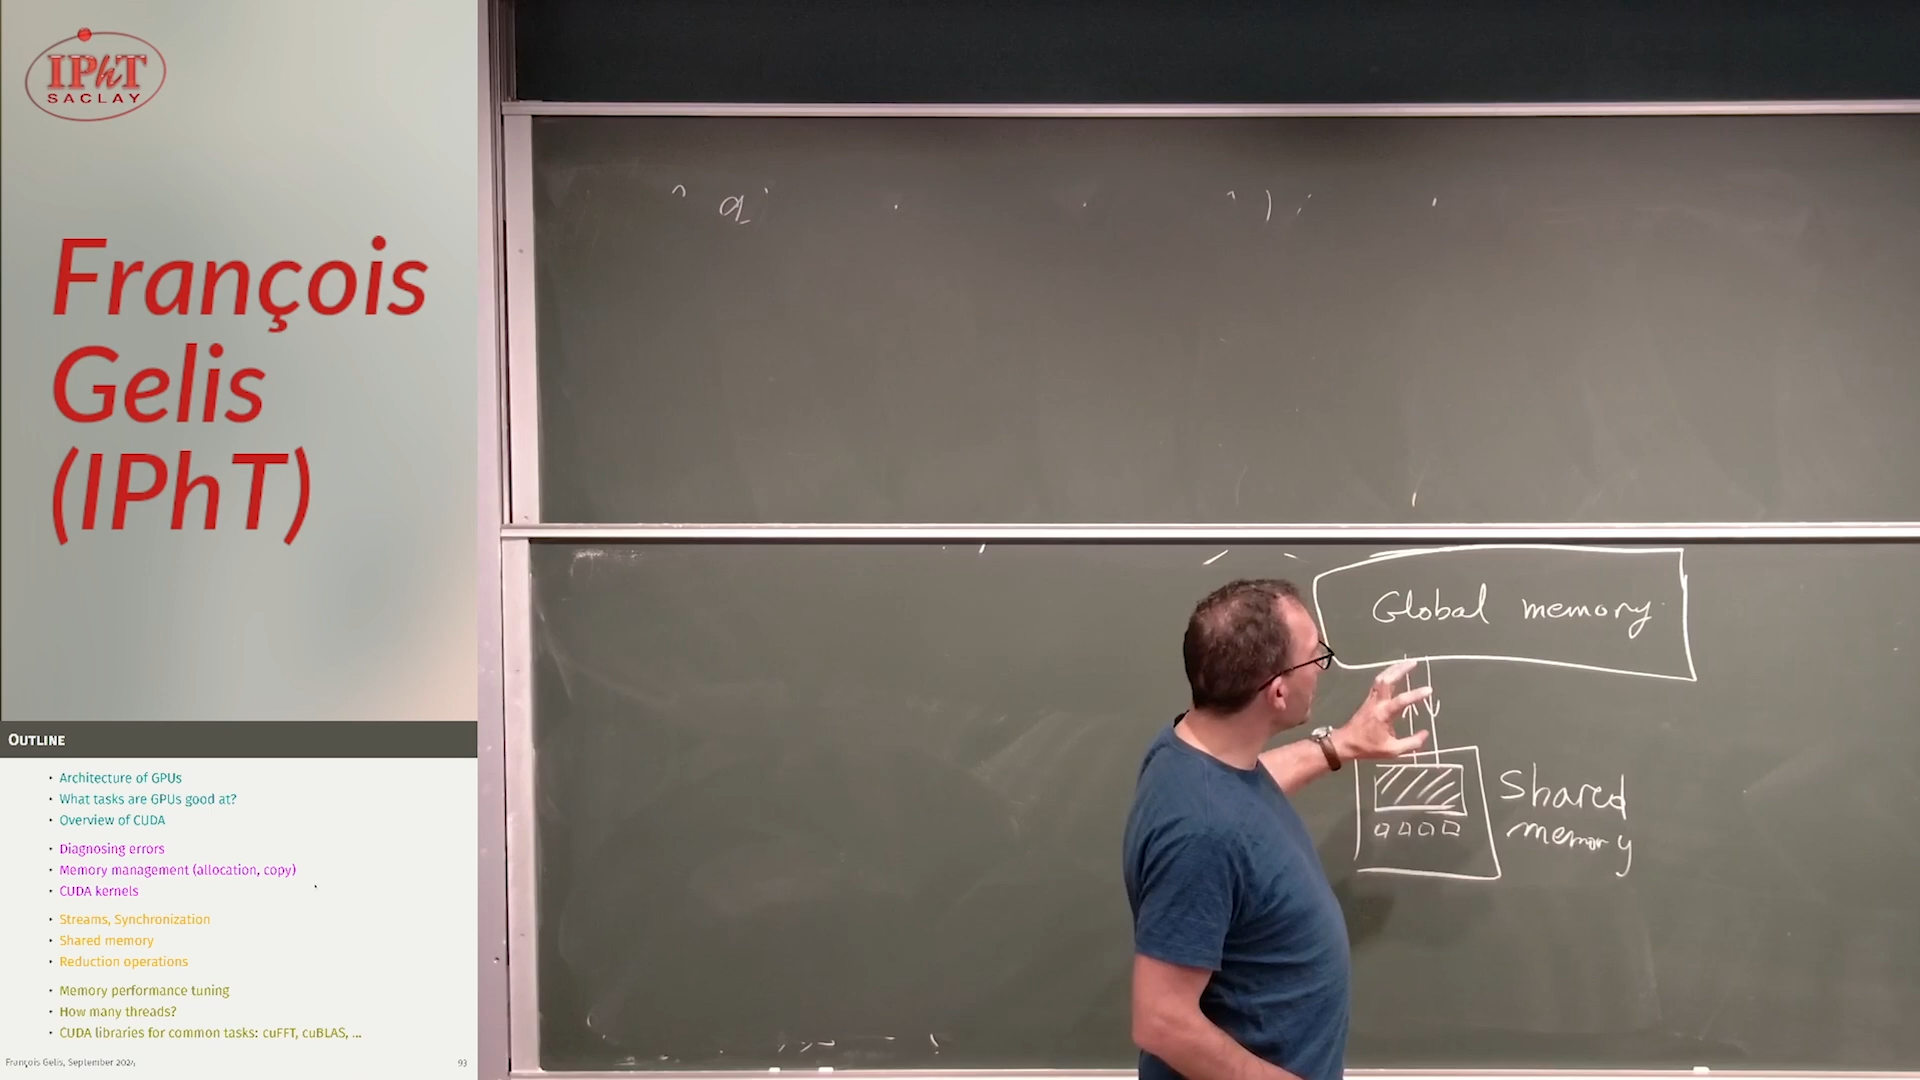 IPhT
SACLAY
François
Gelis
(IPhT)
OUTLINE
• Architecture of GPUs
• What tasks are GPUs good at?
• Overview of CUDA
• Diagnosing errors
• Memory management (allocation, copy)
• CUDA kernels
• Streams, Synchronization
• Shared memory
• Reduction operations
• Memory performance tuning
• How many threads?
• CUDA libraries for common tasks: cuFFT, cuBLAS, ...
François Gelis, September 2024
93
Global memory
Shared
memory